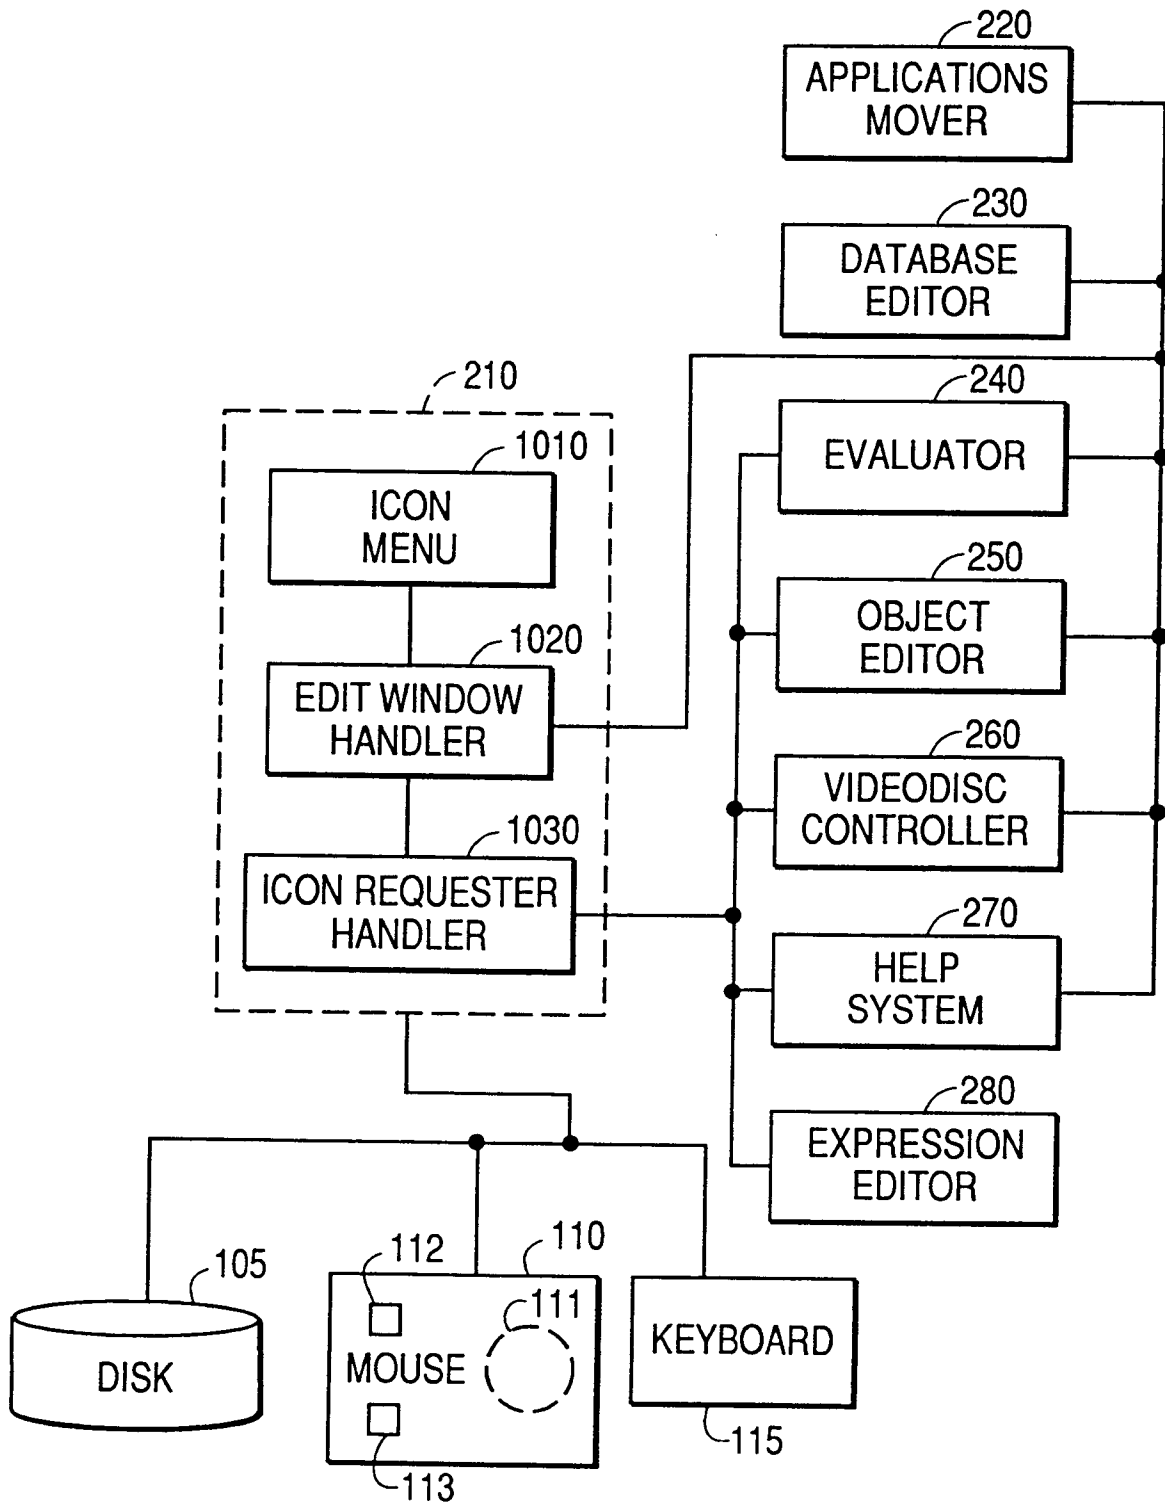 220
APPLICATIONS
MOVER
230
DATABASE
EDITOR
210
240
EVALUATOR
1010
ICON
MENU
250
OBJECT
EDITOR
1020
EDIT WINDOW
HANDLER
260
VIDEODISC
CONTROLLER
1030
ICON REQUESTER
HANDLER
270
HELP
SYSTEM
280
EXPRESSION
EDITOR
105
DISK
112
110
111
MOUSE
113
KEYBOARD
115